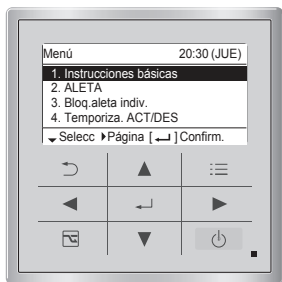 Menú 20:30 (JUE)
1. Instrucciones básicas
2. ALETA
3. Bloq.aleta indiv.
4. Temporiza. ACT/DES
Selecc Página [ ] Confirm.